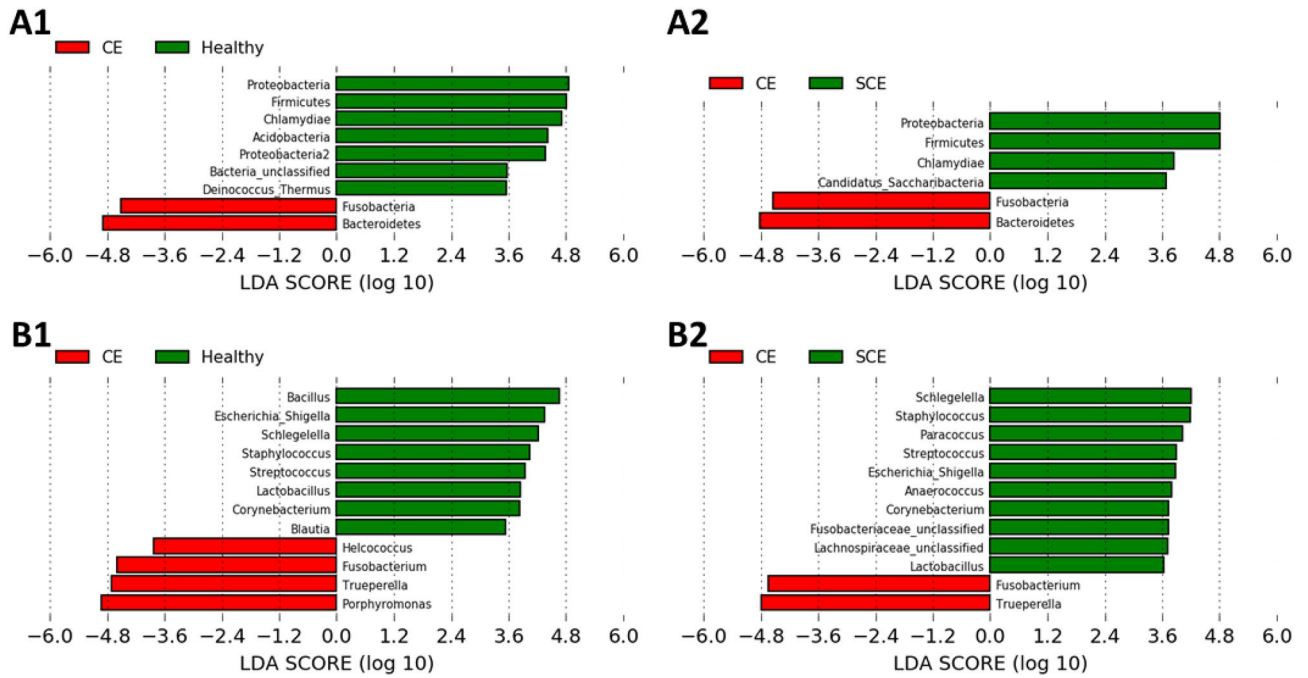 A1
CE Healthy
Proteobacteria
Firmicutes
Chlamydiae
Acidobacteria
Proteobacteria2
Bacteria_unclassified
Deinococcus_Thermus
Fusobacteria
Bacteroidetes
−6.0 −4.8 −3.6 −2.4 −1.2 0.0 1.2 2.4 3.6 4.8 6.0
LDA SCORE (log 10)
A2
CE SCE
Proteobacteria
Firmicutes
Chlamydiae
Candidatus_Saccharibacteria
Fusobacteria
Bacteroidetes
−6.0 −4.8 −3.6 −2.4 −1.2 0.0 1.2 2.4 3.6 4.8 6.0
LDA SCORE (log 10)
B1
CE Healthy
Bacillus
Escherichia_Shigella
Schlegelella
Staphylococcus
Streptococcus
Lactobacillus
Corynebacterium
Blautia
Helcococcus
Fusobacterium
Trueperella
Porphyromonas
−6.0 −4.8 −3.6 −2.4 −1.2 0.0 1.2 2.4 3.6 4.8 6.0
LDA SCORE (log 10)
B2
CE SCE
Schlegelella
Staphylococcus
Paracoccus
Streptococcus
Escherichia_Shigella
Anaerococcus
Corynebacterium
Fusobacteriaceae_unclassified
Lachnospiraceae_unclassified
Lactobacillus
Fusobacterium
Trueperella
−6.0 −4.8 −3.6 −2.4 −1.2 0.0 1.2 2.4 3.6 4.8 6.0
LDA SCORE (log 10)